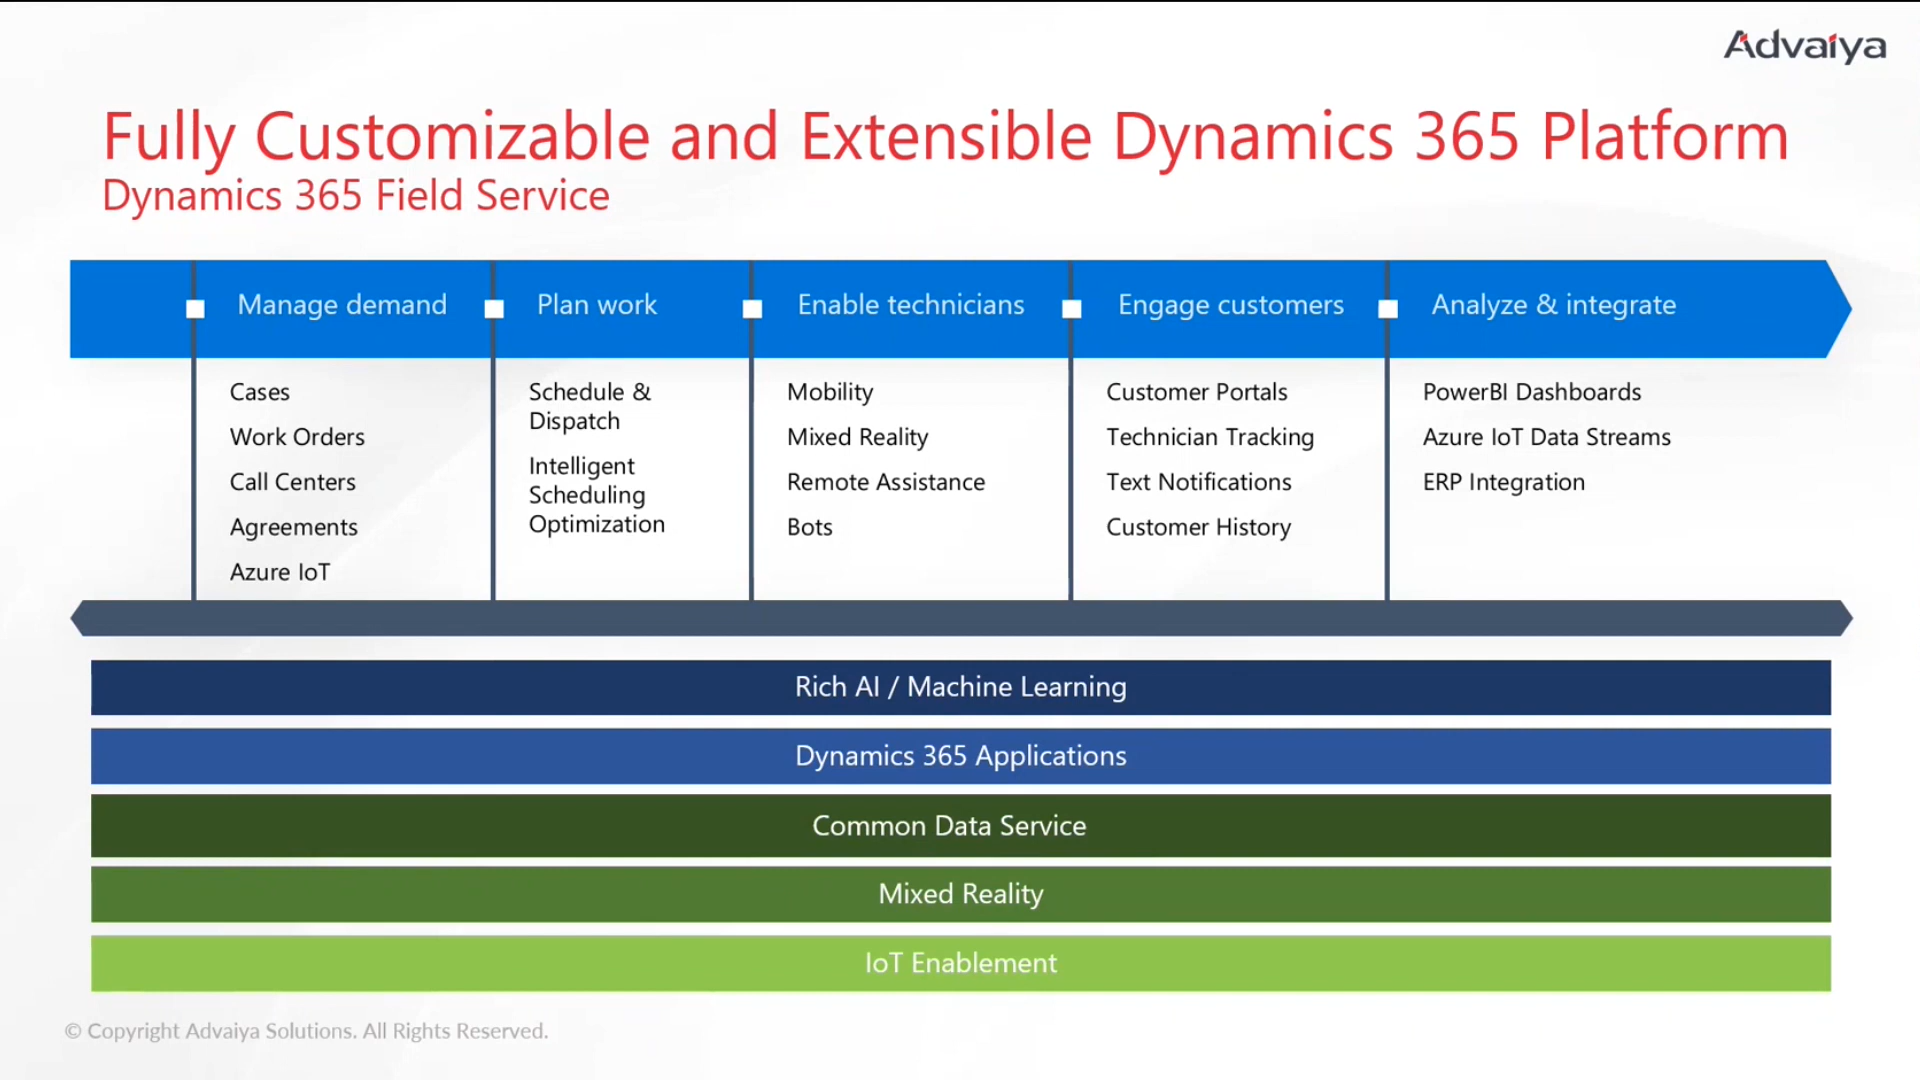 Advaiya
Fully Customizable and Extensible Dynamics 365 Platform
Dynamics 365 Field Service
Manage demand
Plan work
Enable technicians
Engage customers
Analyze & integrate
Cases
Work Orders
Call Centers
Agreements
Azure IoT
Schedule &
Dispatch
Intelligent
Scheduling
Optimization
Mobility
Mixed Reality
Remote Assistance
Bots
Customer Portals
Technician Tracking
Text Notifications
Customer History
PowerBI Dashboards
Azure IoT Data Streams
ERP Integration
Rich AI / Machine Learning
Dynamics 365 Applications
Common Data Service
Mixed Reality
IoT Enablement
© Copyright Advaiya Solutions. All Rights Reserved.